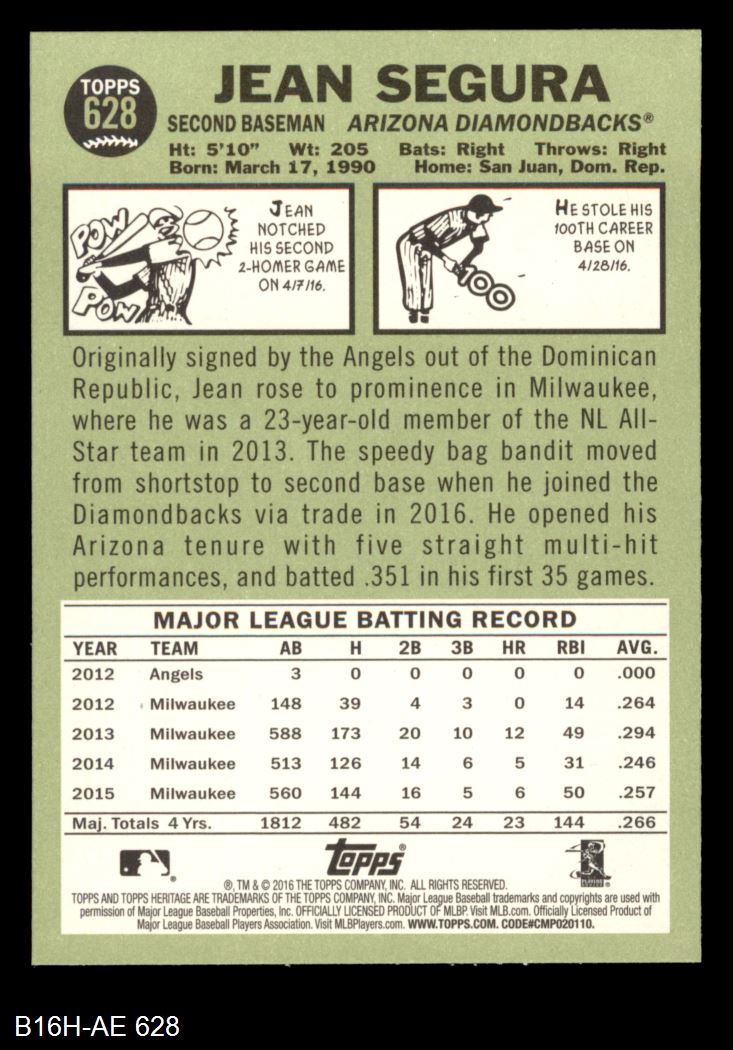 TOPPS
628
JEAN SEGURA
SECOND BASEMAN ARIZONA DIAMONDBACKS®
Ht: 5'10" Wt: 205 Bats: Right Throws: Right
Born: March 17, 1990 Home: San Juan, Dom. Rep.
POW
POW
JEAN
NOTCHED
HIS SECOND
2-HOMER GAME
ON 4/7/16.
100
HE STOLE HIS
100TH CAREER
BASE ON
4/28/16.
Originally signed by the Angels out of the Dominican
Republic, Jean rose to prominence in Milwaukee,
where he was a 23-year-old member of the NL All-
Star team in 2013. The speedy bag bandit moved
from shortstop to second base when he joined the
Diamondbacks via trade in 2016. He opened his
Arizona tenure with five straight multi-hit
performances, and batted .351 in his first 35 games.
MAJOR LEAGUE BATTING RECORD
YEAR TEAM AB H 2B 3B HR RBI AVG.
2012 Angels 3 0 0 0 0 0 .000
2012 Milwaukee 148 39 4 3 0 14 .264
2013 Milwaukee 588 173 20 10 12 49 .294
2014 Milwaukee 513 126 14 6 5 31 .246
2015 Milwaukee 560 144 16 5 6 50 .257
Maj. Totals 4 Yrs. 1812 482 54 24 23 144 .266
Topps®
®, TM & © 2016 THE TOPPS COMPANY, INC. ALL RIGHTS RESERVED.
TOPPS AND TOPPS HERITAGE ARE TRADEMARKS OF THE TOPPS COMPANY, INC. Major League Baseball trademarks and copyrights are used with
permission of Major League Baseball Properties, Inc. OFFICIALLY LICENSED PRODUCT OF MLBP. Visit MLB.com. Officially Licensed Product of
Major League Baseball Players Association. Visit MLBPlayers.com. WWW.TOPPS.COM. CODE#CMP020110.
B16H-AE 628